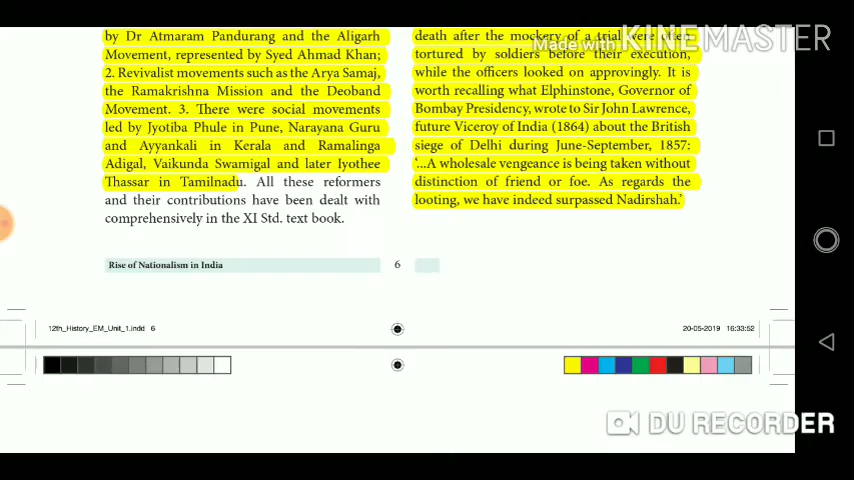 by Dr Atmaram Pandurang and the Aligarh
Movement, represented by Syed Ahmad Khan;
2. Revivalist movements such as the Arya Samaj,
the Ramakrishna Mission and the Deoband
Movement. 3. There were social movements
led by Jyotiba Phule in Pune, Narayana Guru
and Ayyankali in Kerala and Ramalinga
Adigal, Vaikunda Swamigal and later Iyothee
Thassar in Tamilnadu. All these reformers
and their contributions have been dealt with
comprehensively in the XI Std. text book.
death after the mockery of a trial were often
tortured by soldiers before their execution,
while the officers looked on approvingly. It is
worth recalling what Elphinstone, Governor of
Bombay Presidency, wrote to Sir John Lawrence,
future Viceroy of India (1864) about the British
siege of Delhi during June-September, 1857:
‘...A wholesale vengeance is being taken without
distinction of friend or foe. As regards the
looting, we have indeed surpassed Nadirshah.’
Made with KINEMASTER
Rise of Nationalism in India 6
12th_History_EM_Unit_1.indd 6
20-05-2019 16:33:52
DU RECORDER